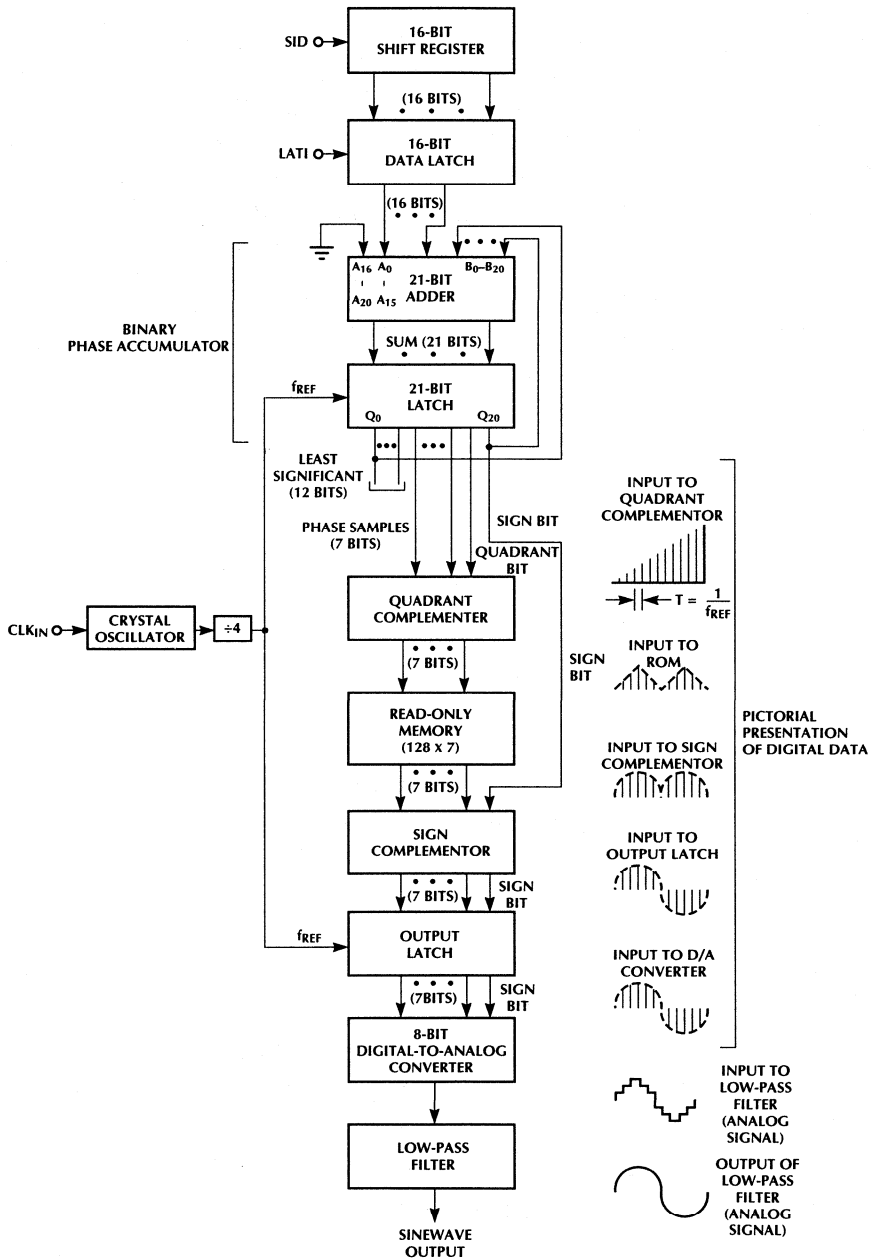 16-BIT
SHIFT REGISTER
SID
(16 BITS)
16-BIT
DATA LATCH
LATI
(16 BITS)
A16 A0
B0–B20
21-BIT
ADDER
A20 A15
BINARY
PHASE ACCUMULATOR
SUM (21 BITS)
fREF
21-BIT
LATCH
Q0
Q20
LEAST
SIGNIFICANT
(12 BITS)
PHASE SAMPLES
(7 BITS)
SIGN BIT
QUADRANT
BIT
QUADRANT
COMPLEMENTER
CLKIN
CRYSTAL
OSCILLATOR
÷4
(7 BITS)
SIGN
BIT
READ-ONLY
MEMORY
(128 x 7)
(7 BITS)
SIGN
COMPLEMENTOR
(7 BITS)
SIGN
BIT
fREF
OUTPUT
LATCH
(7BITS)
SIGN
BIT
8-BIT
DIGITAL-TO-ANALOG
CONVERTER
LOW-PASS
FILTER
SINEWAVE
OUTPUT
INPUT TO
QUADRANT
COMPLEMENTOR
T = 1
fREF
INPUT TO
ROM
INPUT TO SIGN
COMPLEMENTOR
INPUT TO
OUTPUT LATCH
INPUT TO D/A
CONVERTER
PICTORIAL
PRESENTATION
OF DIGITAL DATA
INPUT TO
LOW-PASS
FILTER
(ANALOG
SIGNAL)
OUTPUT OF
LOW-PASS
FILTER
(ANALOG
SIGNAL)